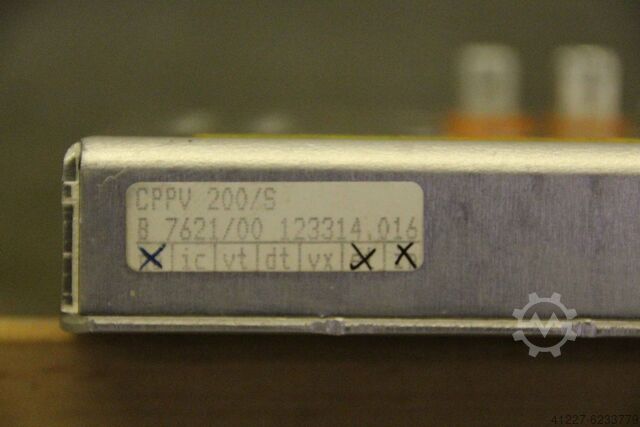 CPPV 200/S
B 7621/00 123314.016
ic vt dt vx
41227-6233779